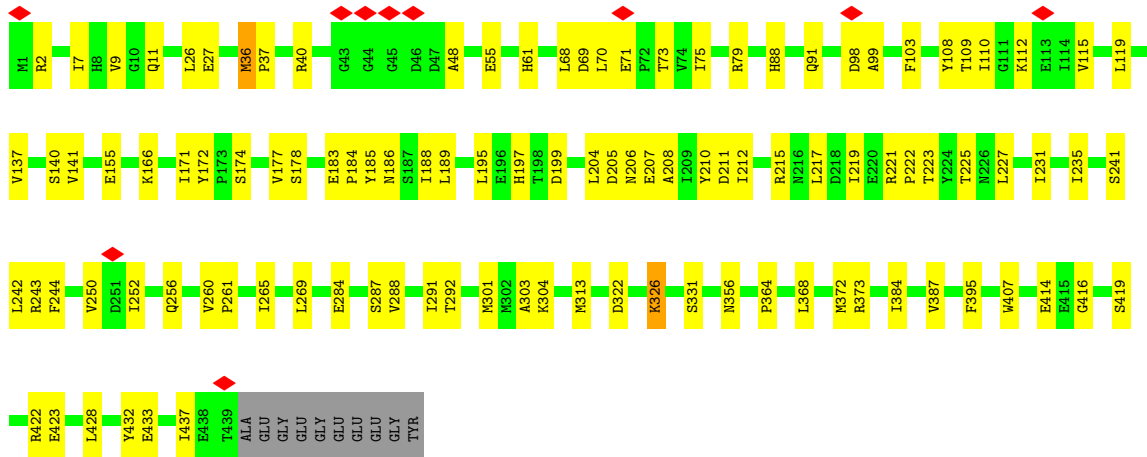 M1 R2 I7 H8 V9 G10 Q11 L26 E27 M36 P37 R40 G43 G44 G45 D46 D47 A48 E55 H61 L68 D69 L70 E71 P72 T73 V74 I75 R79 H88 Q91 D98 A99 F103 Y108 T109 I110 G111 K112 E113 I114 V115 L119
V137 S140 V141 E155 K166 I171 Y172 P173 S174 V177 S178 E183 P184 Y185 N186 S187 I188 L189 L195 E196 H197 T198 D199 L204 D205 N206 E207 A208 I209 Y210 D211 I212 R215 N216 L217 D218 I219 E220 R221 P222 T223 Y224 T225 N226 L227 I231 I235 S241
L242 R243 F244 V250 D251 I252 Q256 V260 P261 I265 L269 E284 S287 V288 I291 T292 M301 M302 A303 K304 M313 D322 K326 S331 N356 P364 L368 M372 R373 I384 V387 F395 W407 E414 E415 G416 S419
R422 E423 L428 Y432 E433 I437 E438 T439 ALA GLU GLY GLU GLY GLU GLU GLU GLY TYR